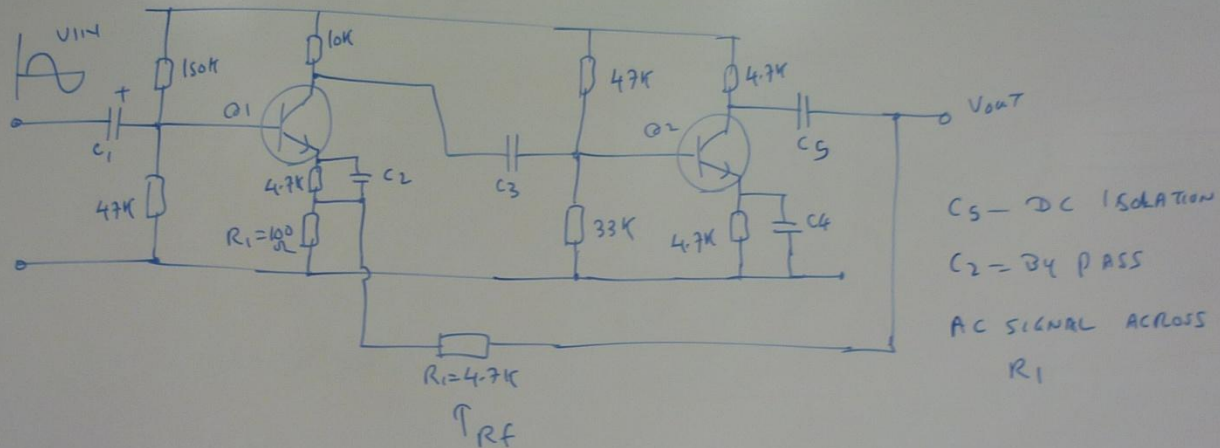 VIN
+
C1
150K
47K
10K
Q1
4.7K
C2
R1=100
Ω
C3
47K
33K
Q2
4.7K
4.7K
C4
C5
VOUT
C5 - DC ISOLATION
C2 = BY PASS
AC SIGNAL ACROSS
R1
R1=4.7K
↑Rf